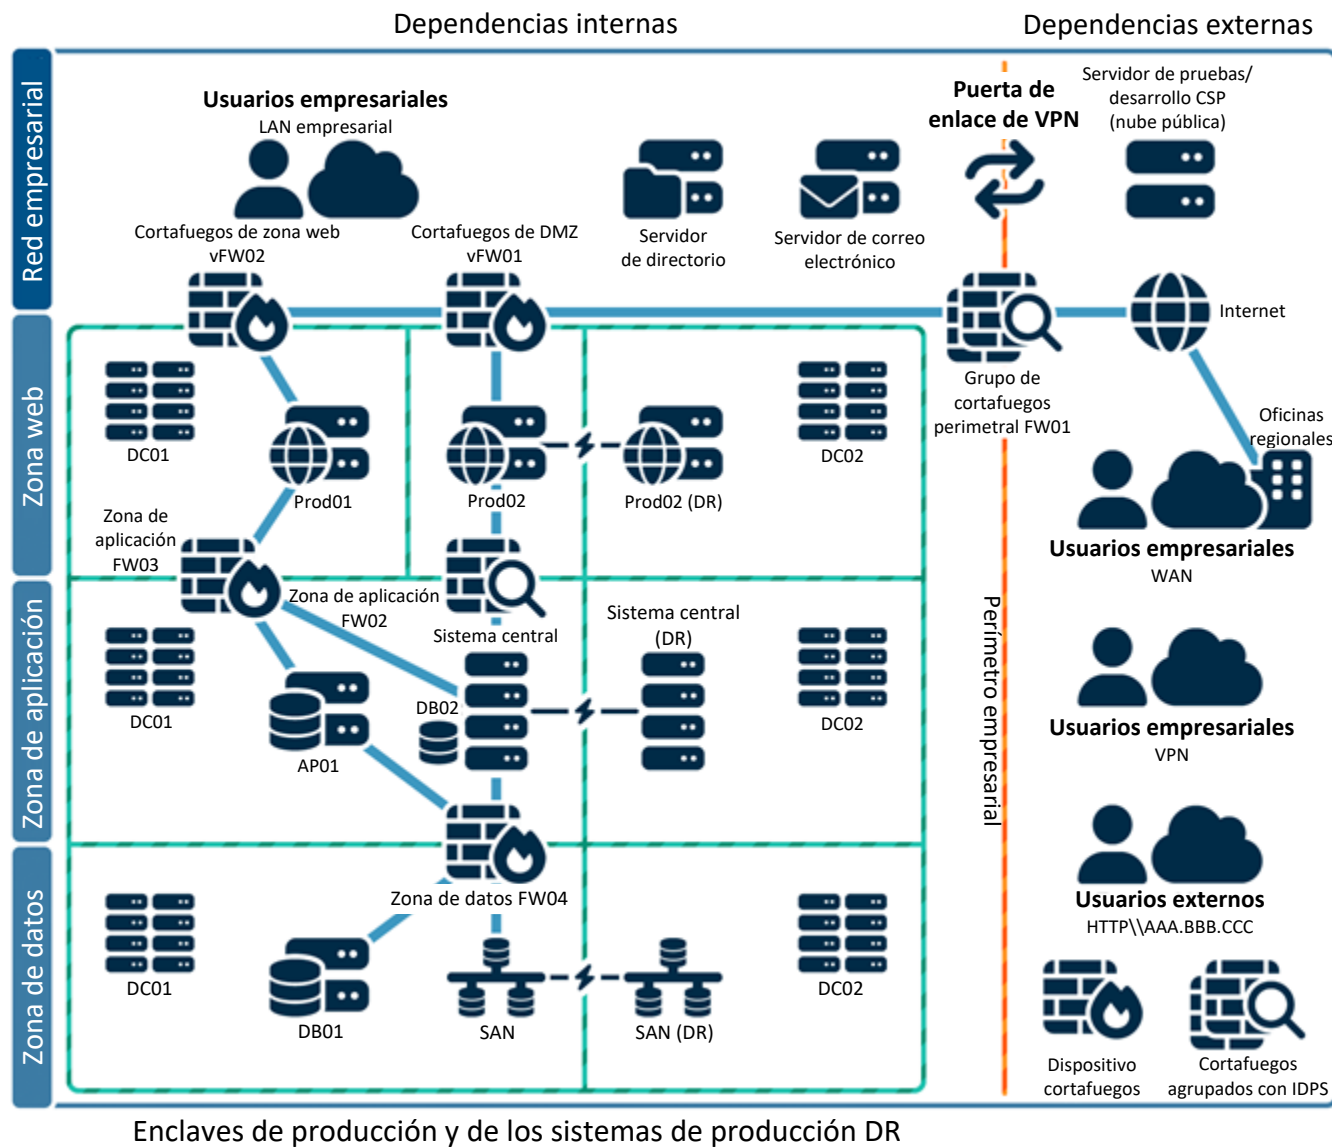 Dependencias internas
Dependencias externas
Red empresarial
Usuarios empresariales
LAN empresarial
Puerta de
enlace de VPN
Servidor de pruebas/
desarrollo CSP
(nube pública)
Cortafuegos de zona web
vFW02
Cortafuegos de DMZ
vFW01
Servidor
de directorio
Servidor de correo
electrónico
Internet
Grupo de
cortafuegos
perimetral FW01
Oficinas
regionales
Zona web
DC01
Prod01
Prod02
Prod02 (DR)
DC02
Zona de
aplicación
FW03
Usuarios empresariales
WAN
Zona de aplicación
Zona de aplicación
FW02
Sistema central
Sistema central
(DR)
DC01
AP01
DB02
DC02
Perímetro empresarial
Usuarios empresariales
VPN
Zona de datos
Zona de datos FW04
DC01
DB01
SAN
SAN (DR)
DC02
Usuarios externos
HTTP\\AAA.BBB.CCC
Dispositivo
cortafuegos
Cortafuegos
agrupados con IDPS
Enclaves de producción y de los sistemas de producción DR